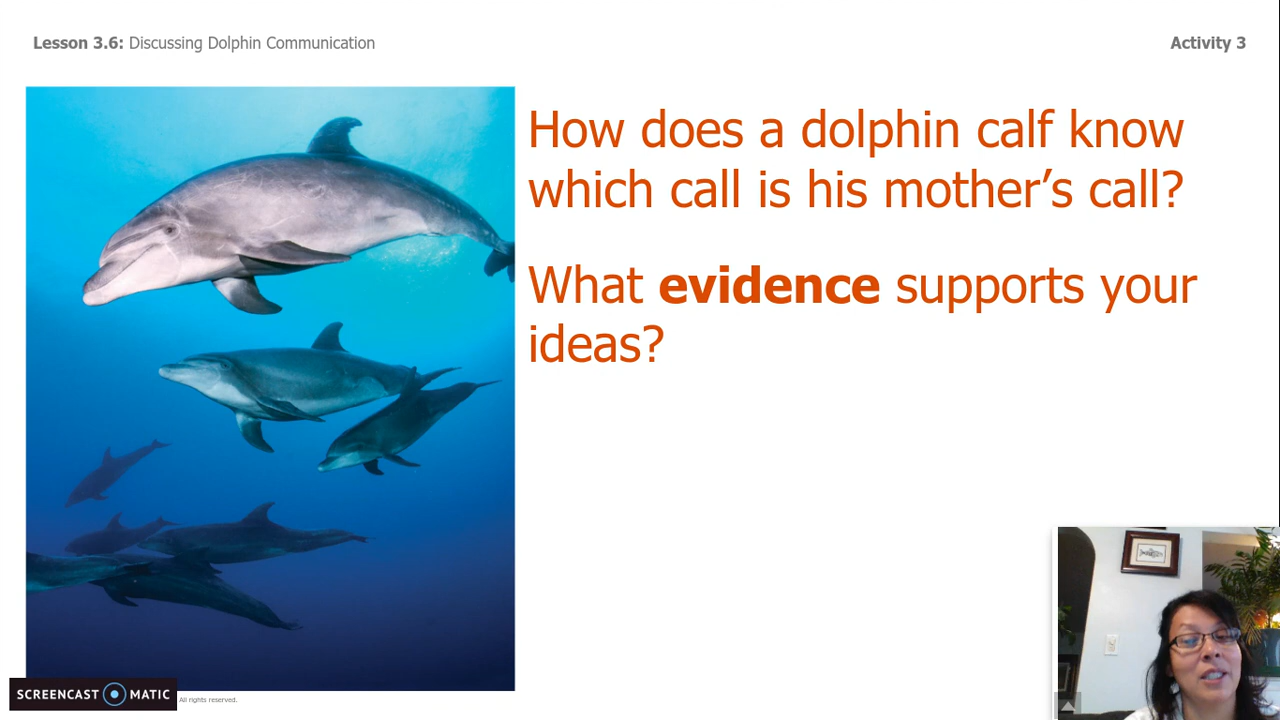 Lesson 3.6: Discussing Dolphin Communication
Activity 3
How does a dolphin calf know
which call is his mother’s call?
What evidence supports your
ideas?
SCREENCAST MATIC
All rights reserved.